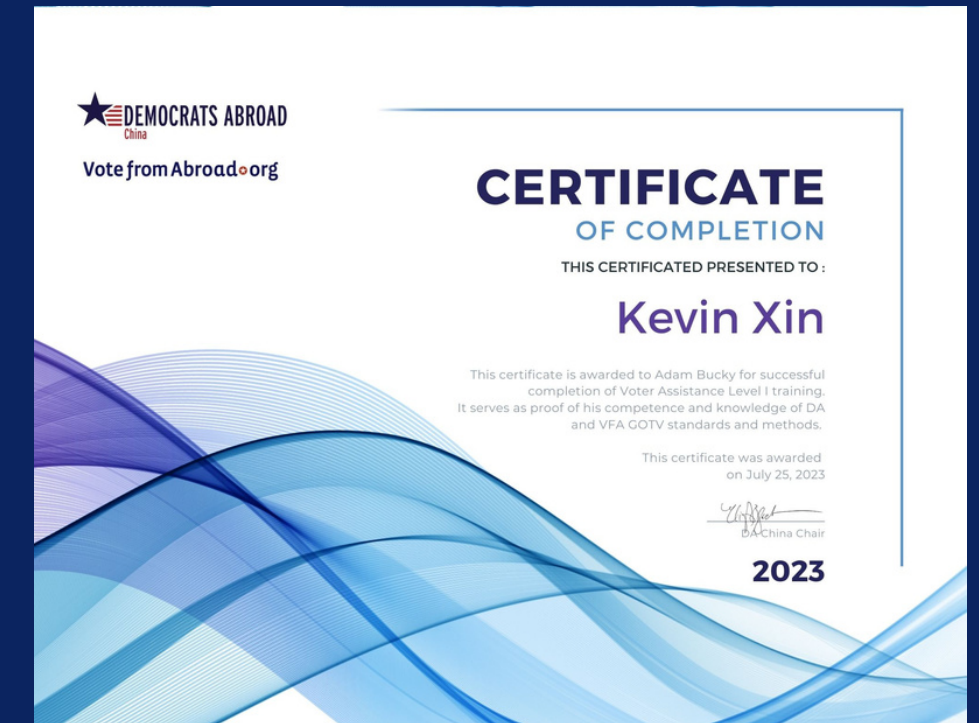 DEMOCRATS ABROAD
China
Vote from Abroad.org
CERTIFICATE
OF COMPLETION
THIS CERTIFICATED PRESENTED TO :
Kevin Xin
This certificate is awarded to Adam Bucky for successful
completion of Voter Assistance Level I training.
It serves as proof of his competence and knowledge of DA
and VFA GOTV standards and methods.
This certificate was awarded
on July 25, 2023
DA China Chair
2023